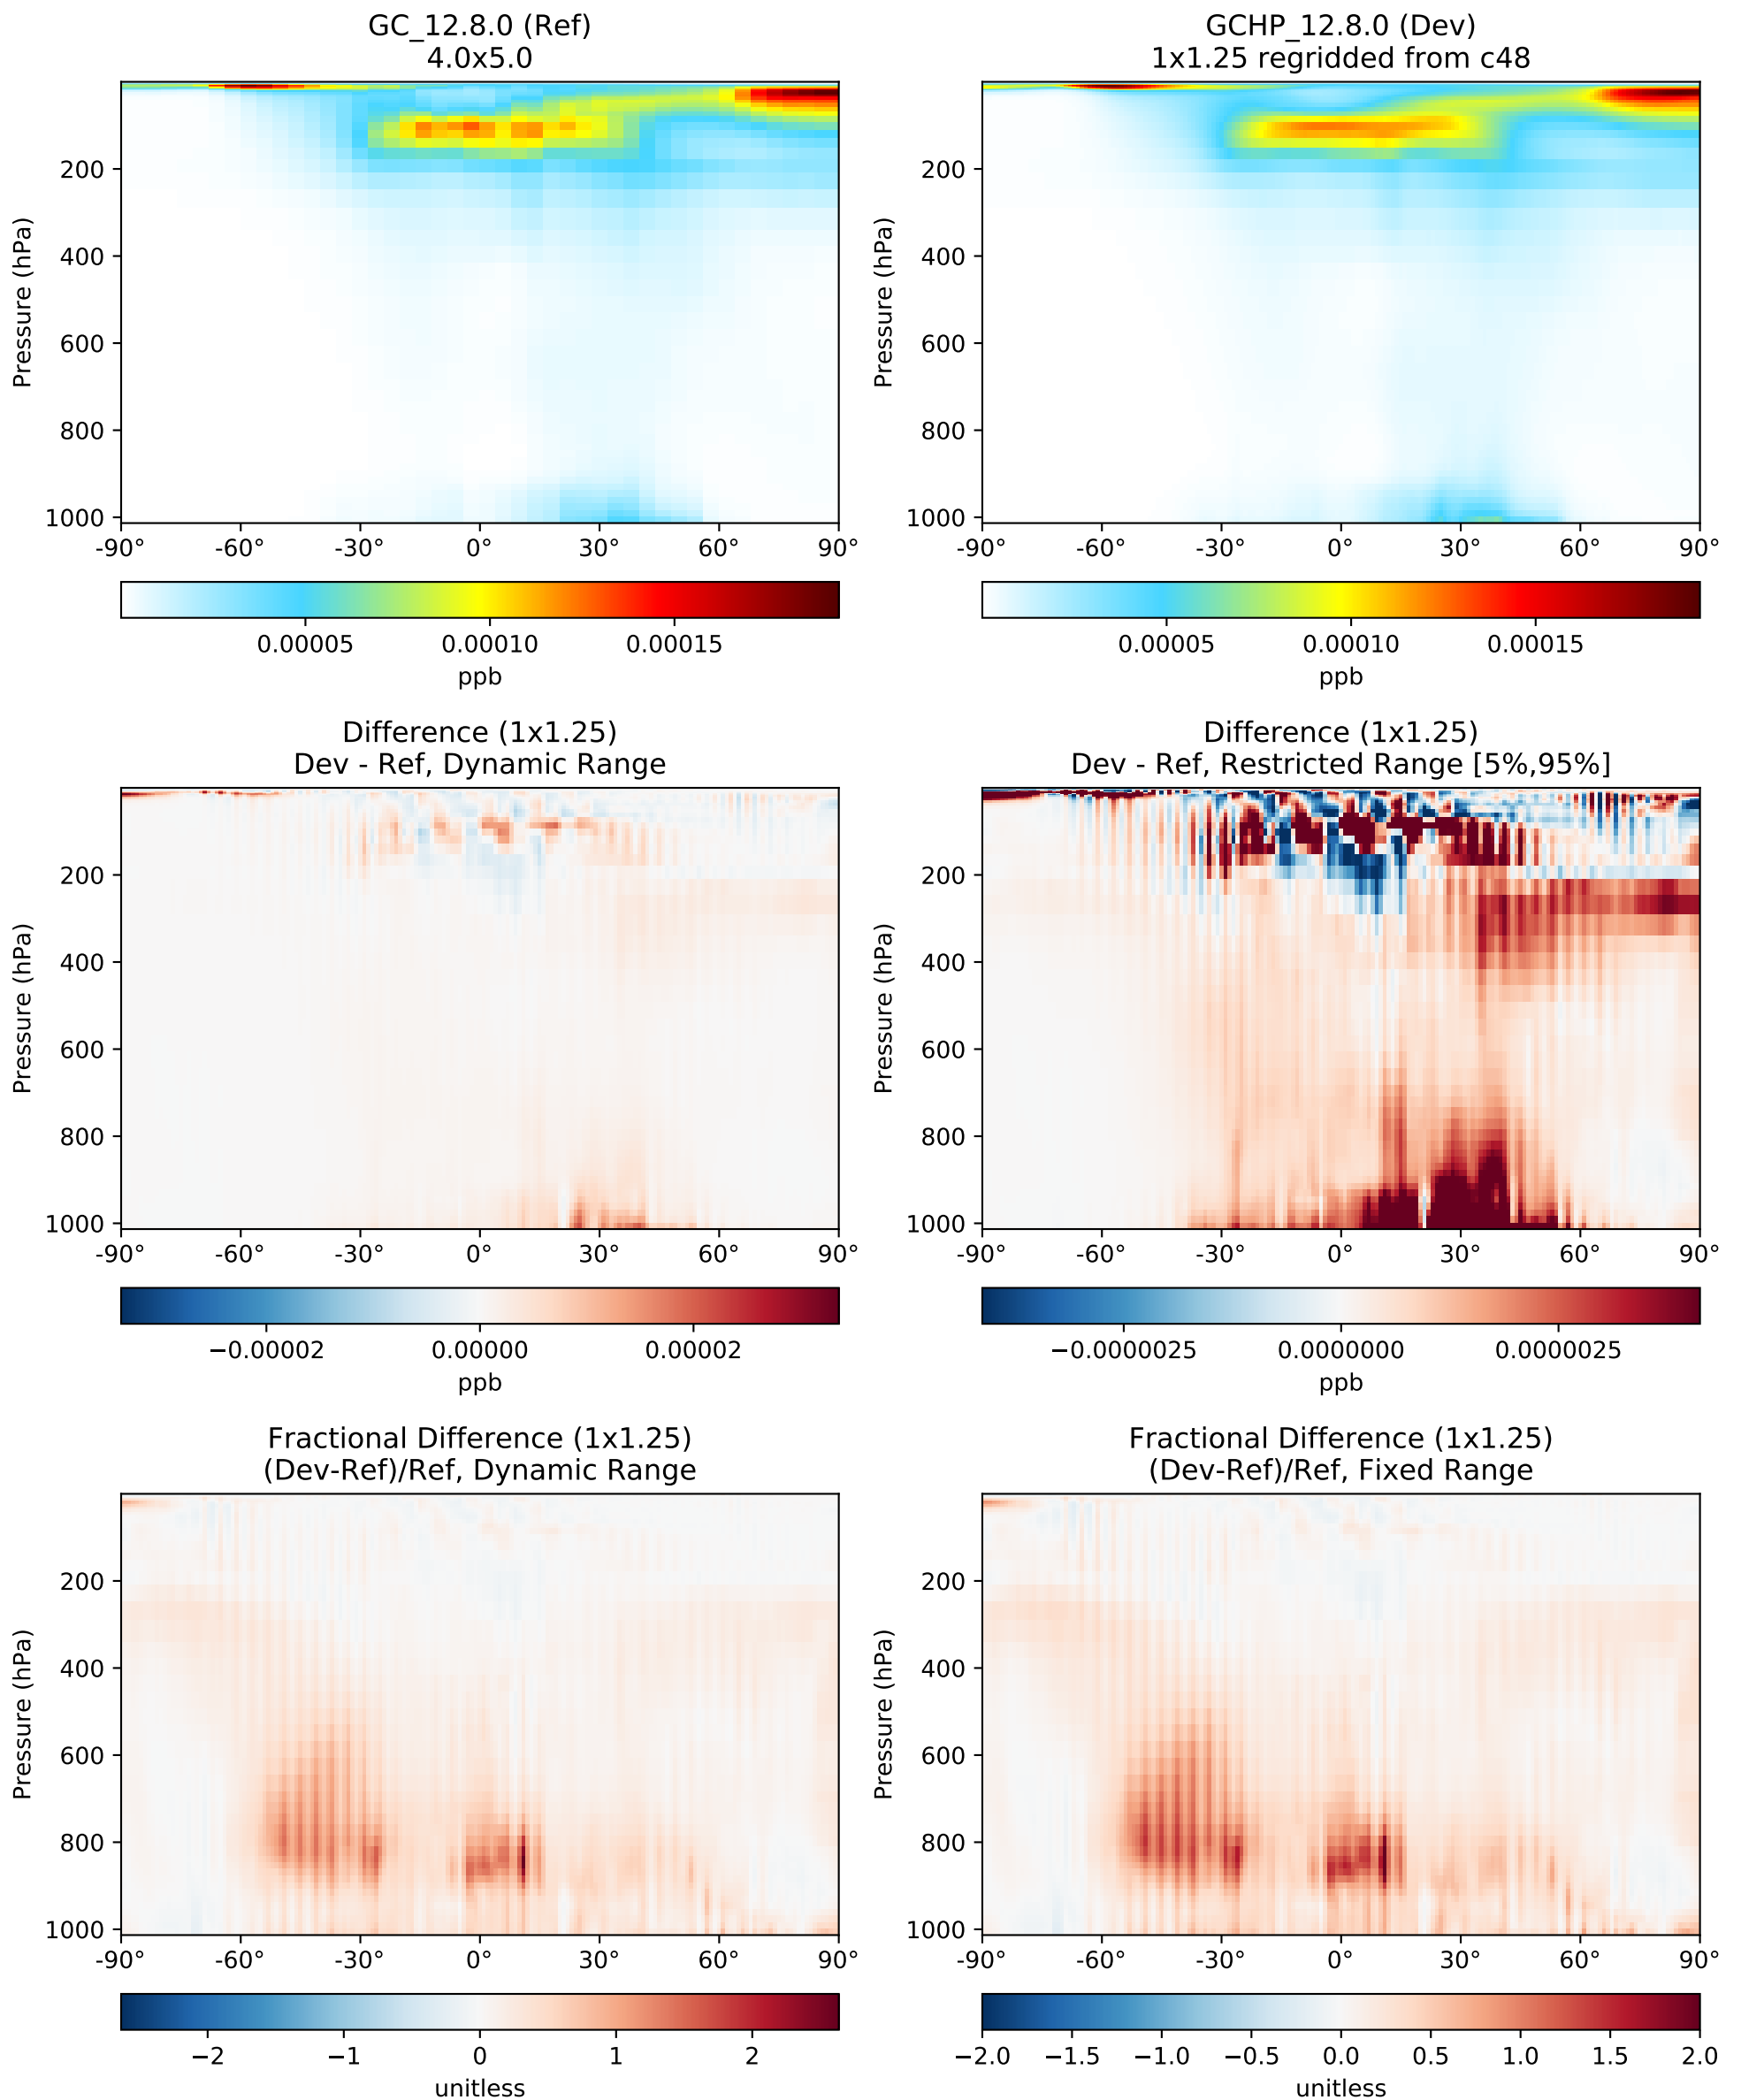 GC_12.8.0 (Ref)
4.0x5.0
Pressure (hPa)
200
400
600
800
1000
-90° -60° -30° 0° 30° 60° 90°
0.00005 0.00010 0.00015
ppb
GCHP_12.8.0 (Dev)
1x1.25 regridded from c48
Pressure (hPa)
200
400
600
800
1000
-90° -60° -30° 0° 30° 60° 90°
0.00005 0.00010 0.00015
ppb
Difference (1x1.25)
Dev - Ref, Dynamic Range
Pressure (hPa)
200
400
600
800
1000
-90° -60° -30° 0° 30° 60° 90°
−0.00002 0.00000 0.00002
ppb
Difference (1x1.25)
Dev - Ref, Restricted Range [5%,95%]
Pressure (hPa)
200
400
600
800
1000
-90° -60° -30° 0° 30° 60° 90°
−0.0000025 0.0000000 0.0000025
ppb
Fractional Difference (1x1.25)
(Dev-Ref)/Ref, Dynamic Range
Pressure (hPa)
200
400
600
800
1000
-90° -60° -30° 0° 30° 60° 90°
−2 −1 0 1 2
unitless
Fractional Difference (1x1.25)
(Dev-Ref)/Ref, Fixed Range
Pressure (hPa)
200
400
600
800
1000
-90° -60° -30° 0° 30° 60° 90°
−2.0 −1.5 −1.0 −0.5 0.0 0.5 1.0 1.5 2.0
unitless